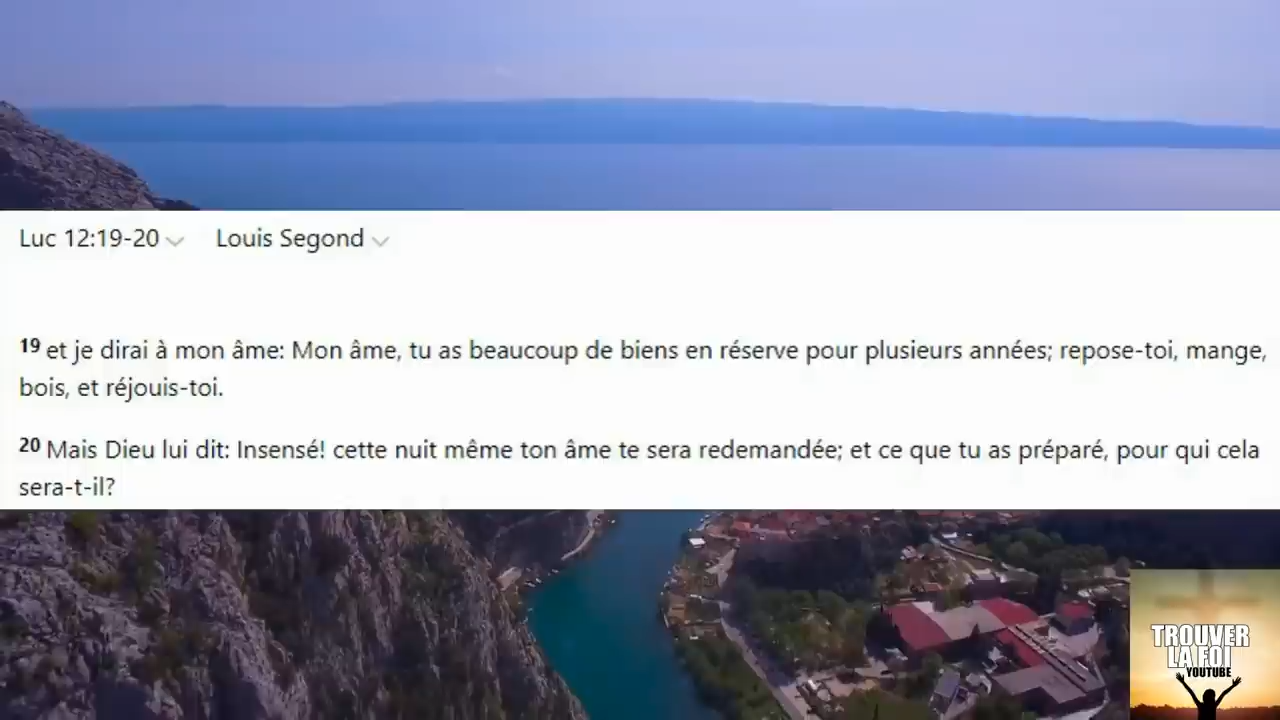 Luc 12:19-20 Louis Segond
19 et je dirai à mon âme: Mon âme, tu as beaucoup de biens en réserve pour plusieurs années; repose-toi, mange,
bois, et réjouis-toi.
20 Mais Dieu lui dit: Insensé! cette nuit même ton âme te sera redemandée; et ce que tu as préparé, pour qui cela
sera-t-il?
TROUVER
LA FOI
YOUTUBE